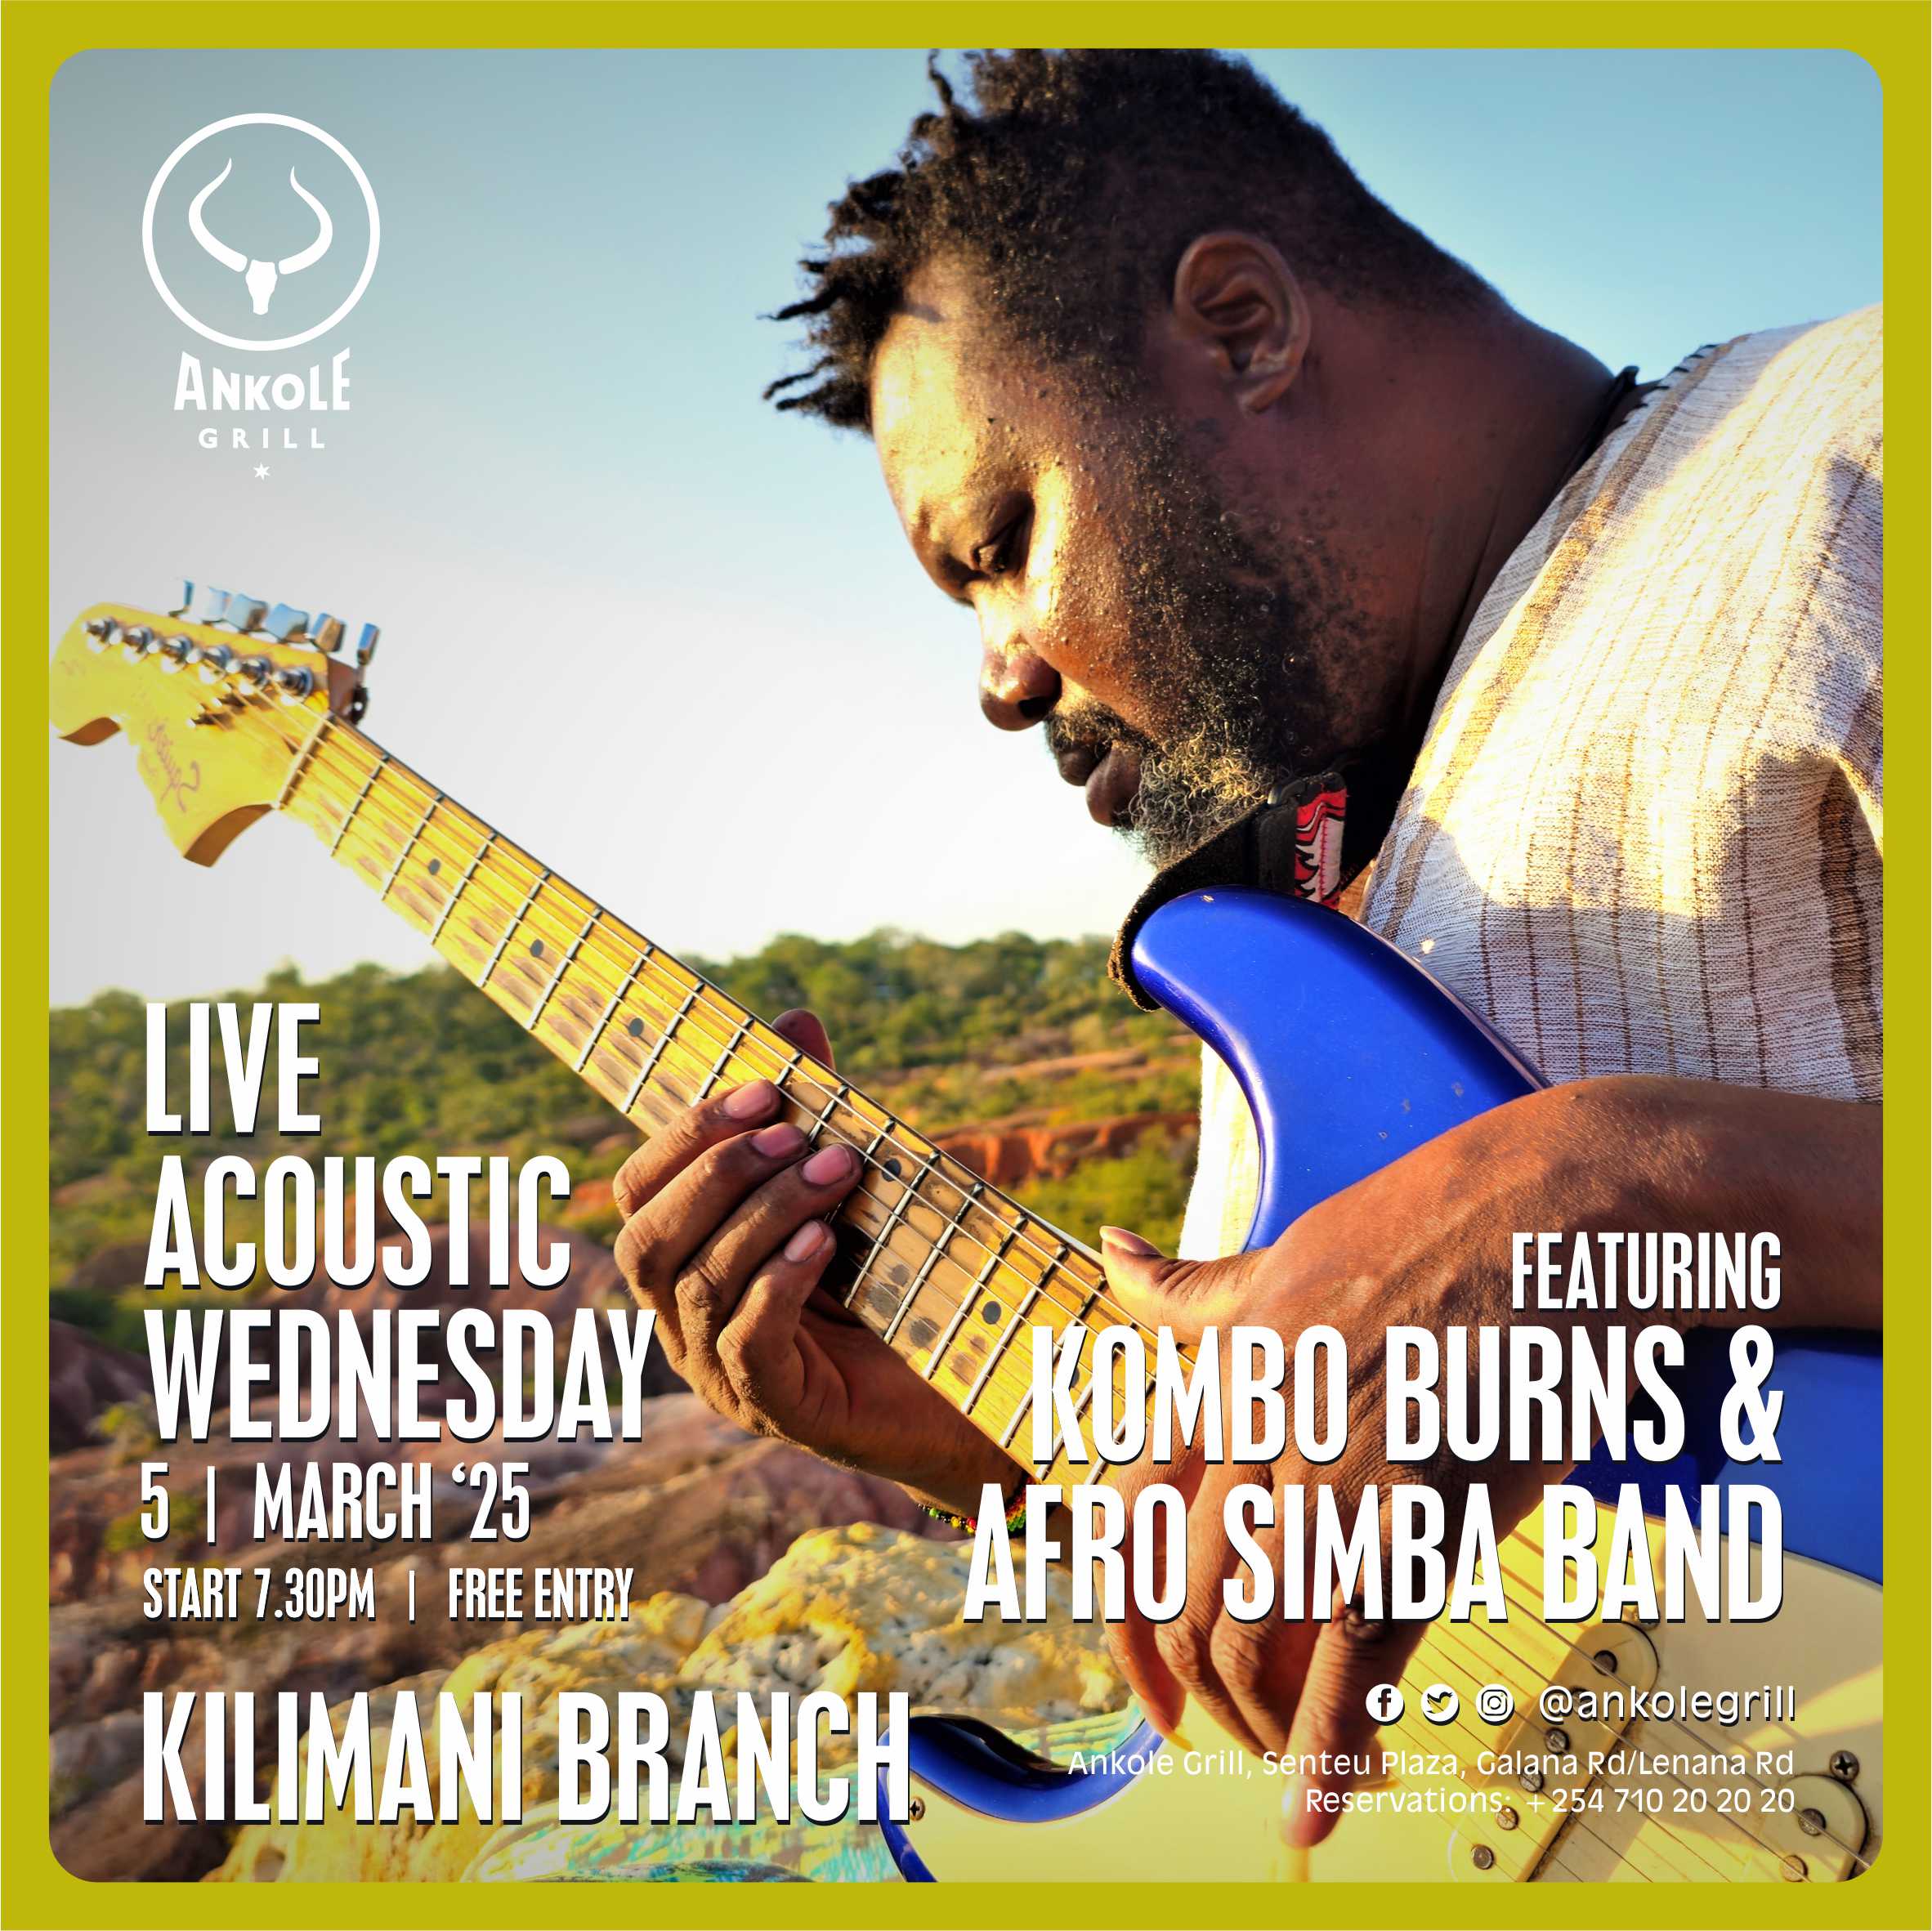 ANKOLE
GRILL
LIVE
ACOUSTIC
WEDNESDAY
5 | MARCH ‘25
START 7.30PM | FREE ENTRY
KILIMANI BRANCH
FEATURING
KOMBO BURNS &
AFRO SIMBA BAND
@ankolegrill
Ankole Grill, Senteu Plaza, Galana Rd/Lenana Rd
Reservations: +254 710 20 20 20